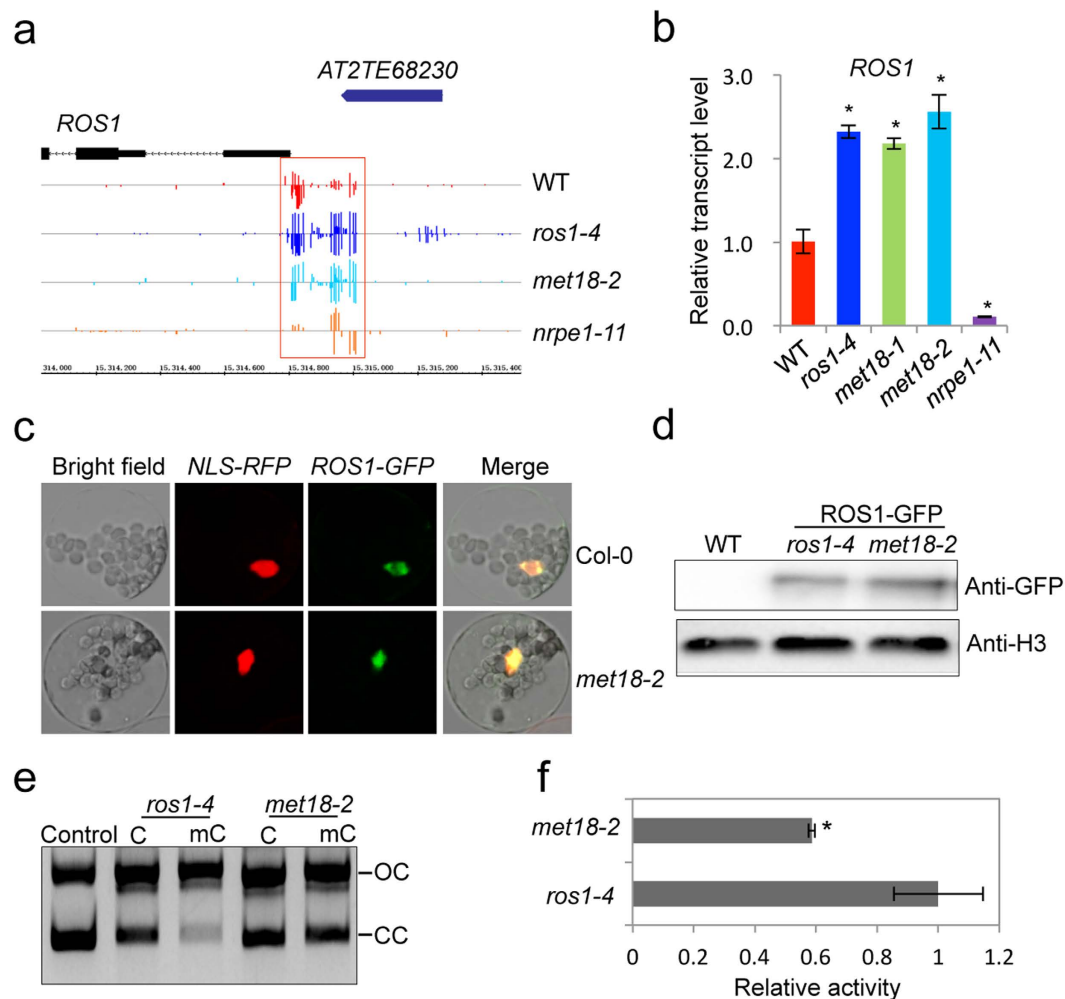 a
AT2TE68230
ROS1
WT
ros1-4
met18-2
nrpe1-11
314,000 15,314,200 15,314,400 15,314,600 15,314,800 15,315,000 15,315,200 15,315,400
b
ROS1
Relative transcript level
3.0
2.0
1.0
0.0
* * * *
WT ros1-4 met18-1 met18-2 nrpe1-11
c
Bright field NLS-RFP ROS1-GFP Merge
Col-0
met18-2
d
ROS1-GFP
WT ros1-4 met18-2
Anti-GFP
Anti-H3
e
ros1-4 met18-2
Control C mC C mC
OC
CC
f
met18-2
*
ros1-4
0 0.2 0.4 0.6 0.8 1 1.2
Relative activity